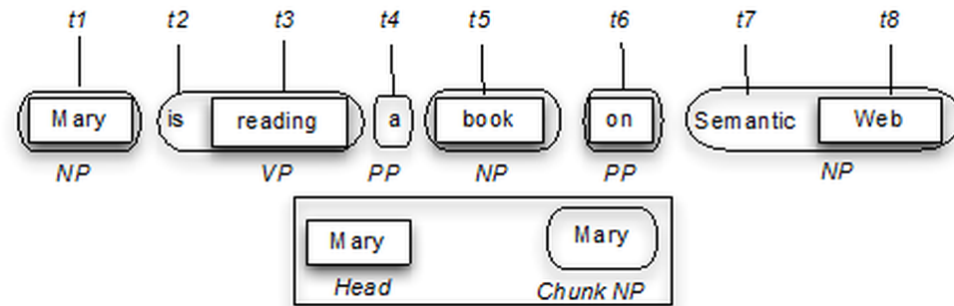 t1 t2 t3 t4 t5 t6 t7 t8
Mary is reading a book on Semantic Web
NP VP PP NP PP NP
Mary Mary
Head Chunk NP